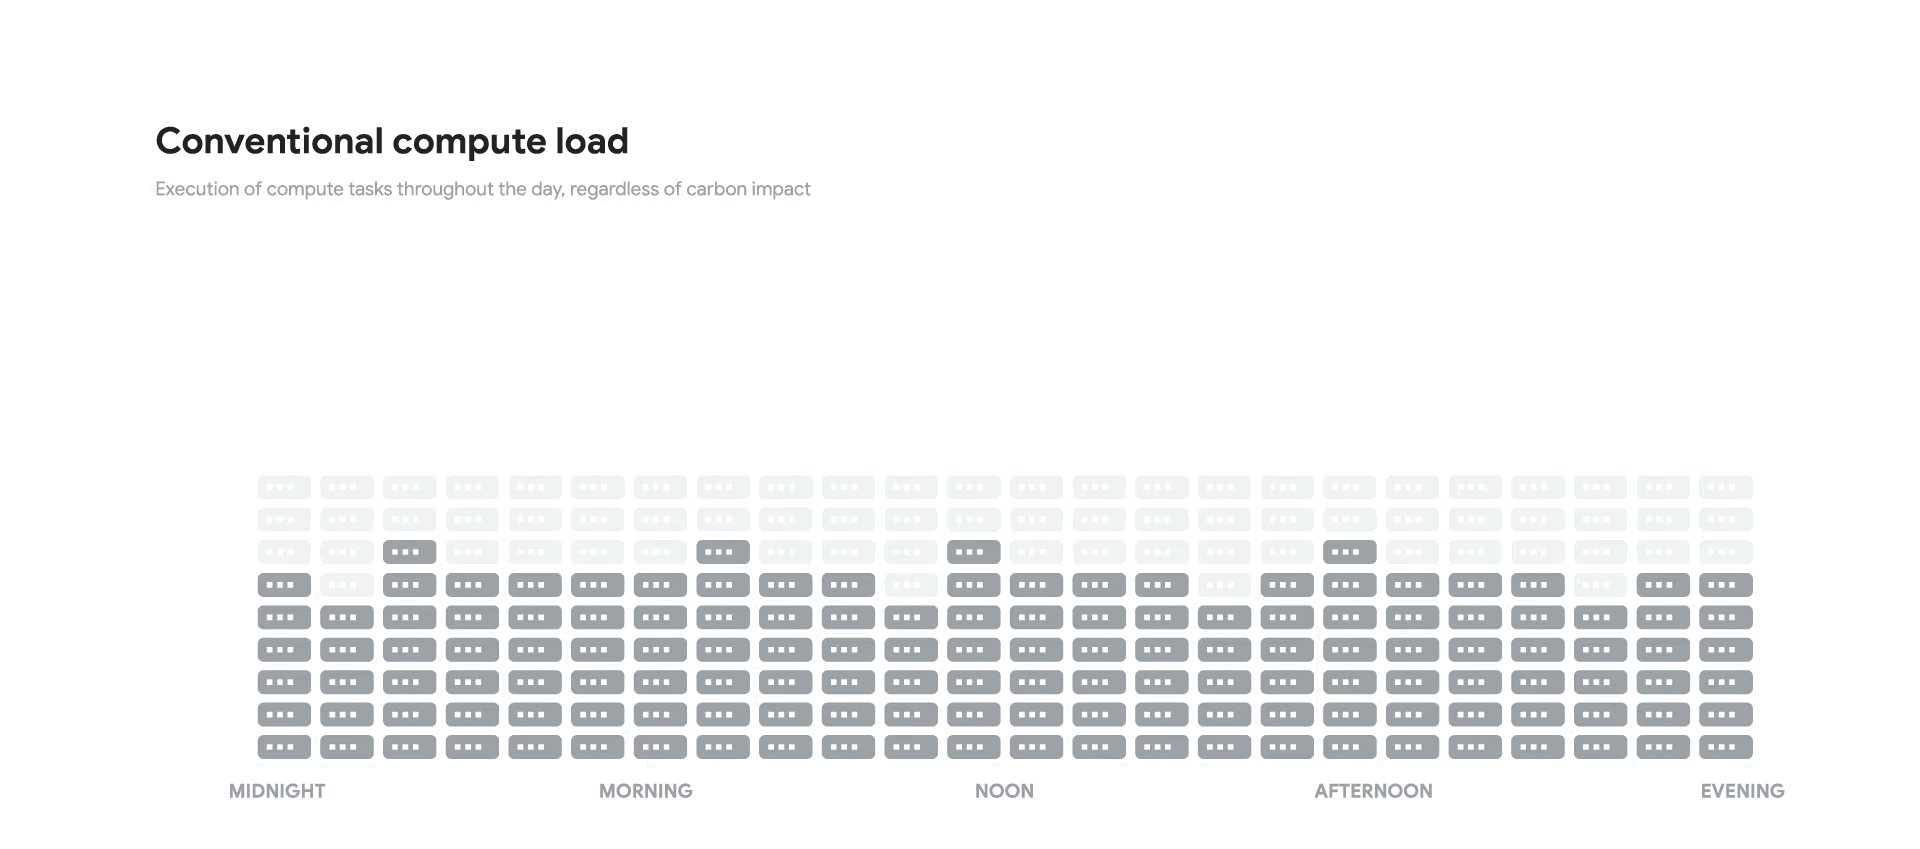 Conventional compute load
Execution of compute tasks throughout the day, regardless of carbon impact
MIDNIGHT MORNING NOON AFTERNOON EVENING